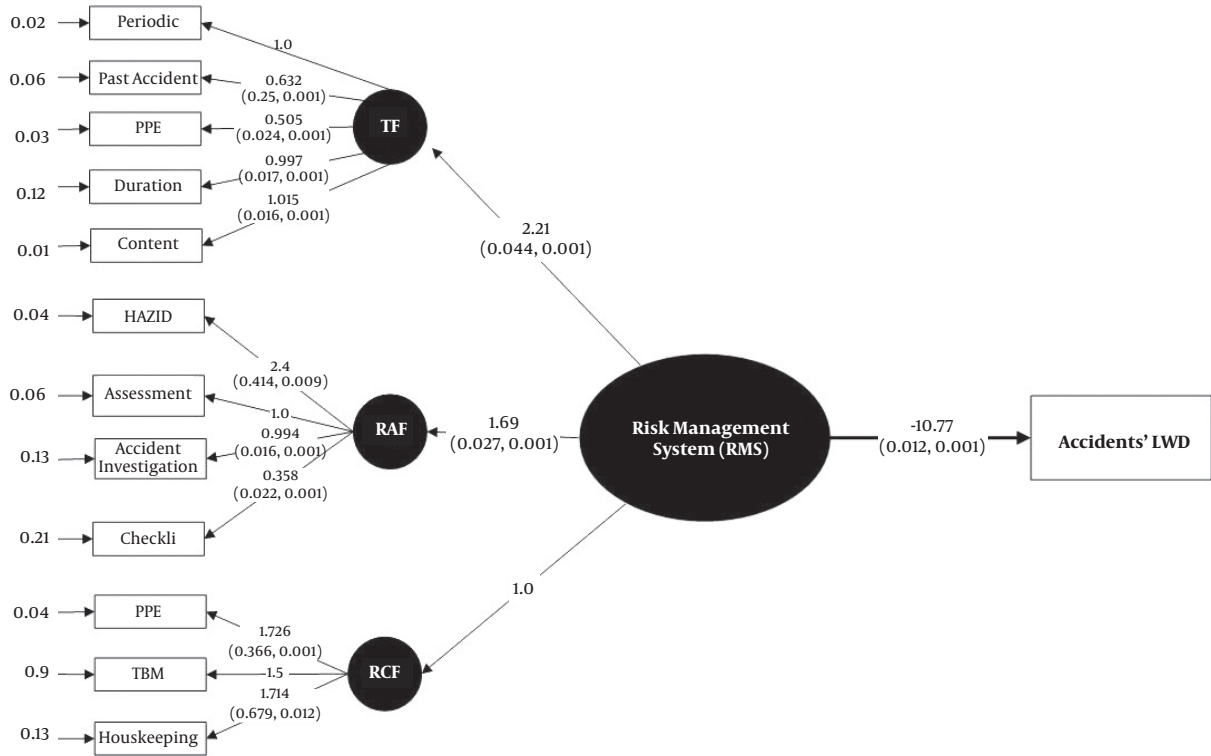 0.02
Periodic
1.0
0.06
Past Accident
0.632
(0.25, 0.001)
0.03
PPE
0.505
(0.024, 0.001)
TF
0.12
Duration
0.997
(0.017, 0.001)
0.01
Content
1.015
(0.016, 0.001)
2.21
(0.044, 0.001)
0.04
HAZID
2.4
(0.414, 0.009)
0.06
Assessment
1.0
0.13
Accident
Investigation
0.994
(0.016, 0.001)
RAF
0.21
Checkli
0.358
(0.022, 0.001)
1.69
(0.027, 0.001)
Risk Management
System (RMS)
-10.77
(0.012, 0.001)
Accidents' LWD
1.0
0.04
PPE
1.726
(0.366, 0.001)
0.9
TBM
1.5
RCF
0.13
Houskeeping
1.714
(0.679, 0.012)